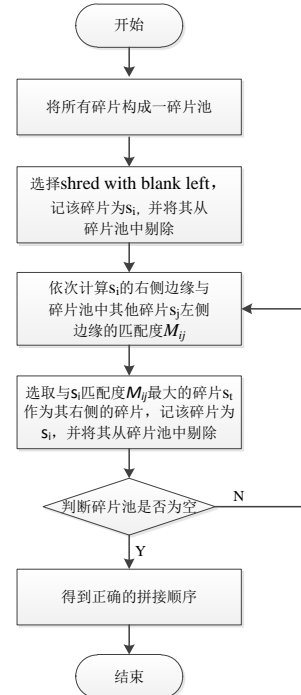 开始
将所有碎片构成一碎片池
选择shred with blank left，
记该碎片为sᵢ, 并将其从
碎片池中剔除
依次计算sᵢ的右侧边缘与
碎片池中其他碎片sⱼ左侧
边缘的匹配度Mᵢⱼ
选取与sᵢ匹配度Mᵢⱼ最大的碎片sₜ
作为其右侧的碎片，记该碎片为
sᵢ，并将其从碎片池中剔除
判断碎片池是否为空
N
Y
得到正确的拼接顺序
结束